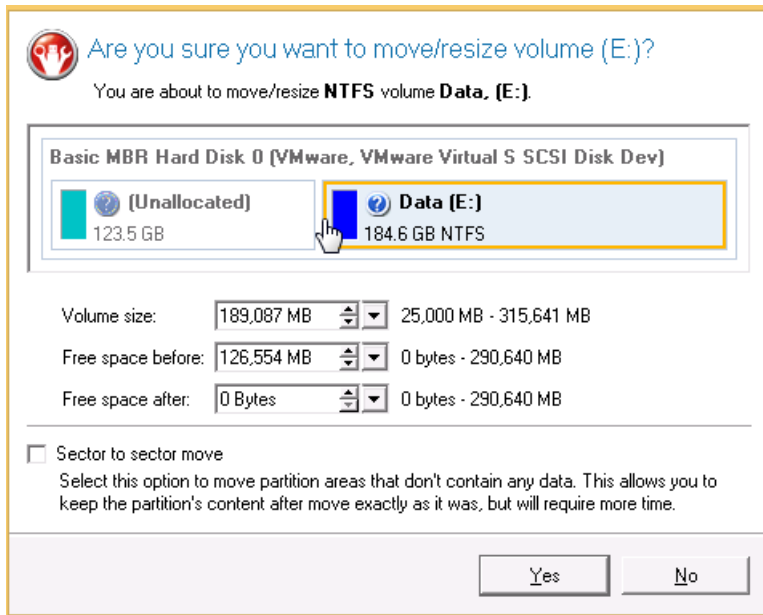 Are you sure you want to move/resize volume (E:)?
You are about to move/resize NTFS volume Data, (E:).
Basic MBR Hard Disk 0 (VMware, VMware Virtual S SCSI Disk Dev)
(Unallocated)
123.5 GB
Data (E:)
184.6 GB NTFS
Volume size: 189,087 MB 25,000 MB - 315,641 MB
Free space before: 126,554 MB 0 bytes - 290,640 MB
Free space after: 0 Bytes 0 bytes - 290,640 MB
Sector to sector move
Select this option to move partition areas that don't contain any data. This allows you to
keep the partition's content after move exactly as it was, but will require more time.
Yes No